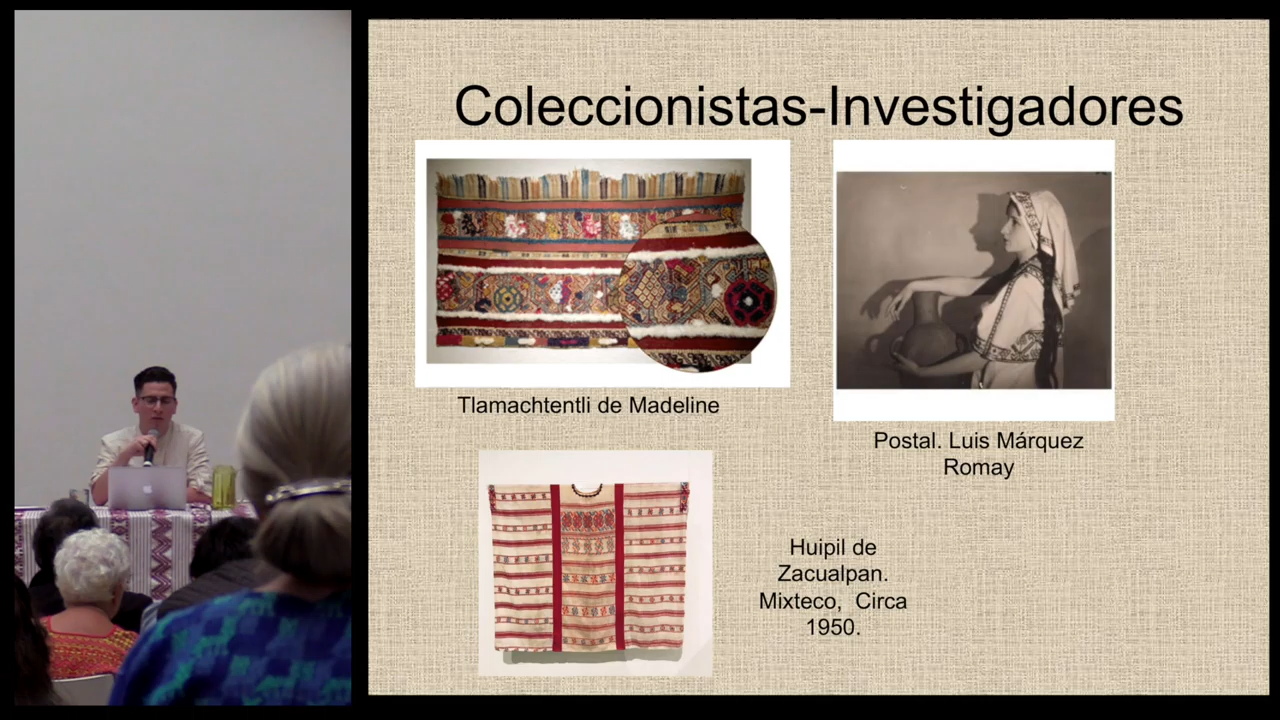 Coleccionistas-Investigadores
Tlamachtentli de Madeline
Postal. Luis Márquez
Romay
Huipil de
Zacualpan.
Mixteco, Circa
1950.